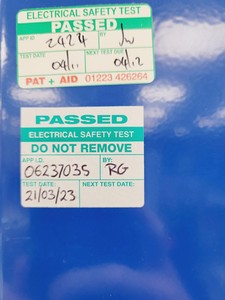 ELECTRICAL SAFETY TEST
PASSED
APP ID BY
2424 JW
TEST DATE NEXT TEST DUE
04/11 04/12
PAT + AID 01223 426264
PASSED
ELECTRICAL SAFETY TEST
DO NOT REMOVE
APP I.D. BY:
06237035 RG
TEST DATE: NEXT TEST DATE:
21/03/23